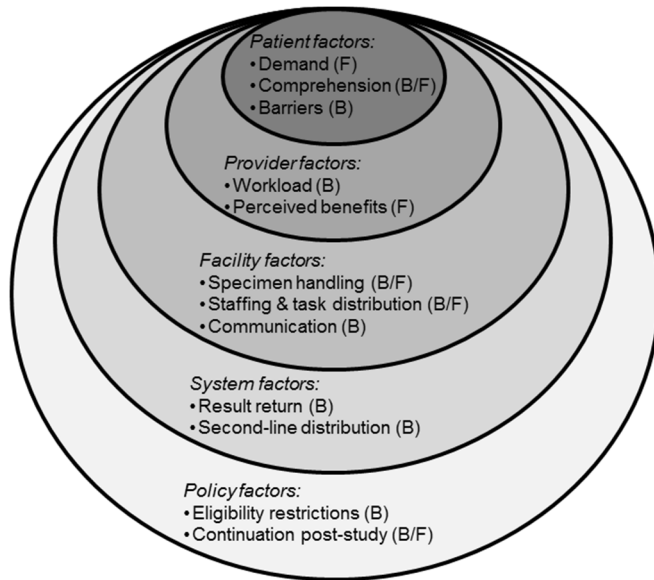 Patient factors:
•Demand (F)
•Comprehension (B/F)
•Barriers (B)
Provider factors:
•Workload (B)
•Perceived benefits (F)
Facility factors:
•Specimen handling (B/F)
•Staffing & task distribution (B/F)
•Communication (B)
System factors:
•Result return (B)
•Second-line distribution (B)
Policy factors:
•Eligibility restrictions (B)
•Continuation post-study (B/F)